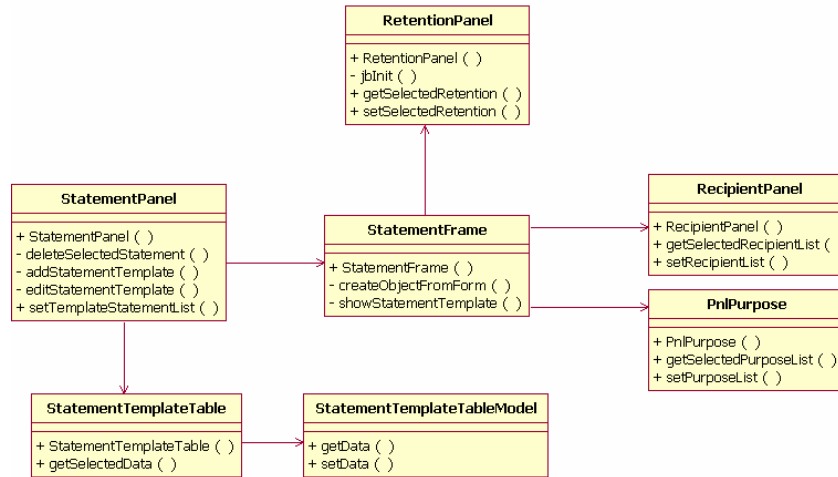 RetentionPanel
+ RetentionPanel ( )
- jbInit ( )
+ getSelectedRetention ( )
+ setSelectedRetention ( )
StatementPanel
+ StatementPanel ( )
- deleteSelectedStatement ( )
- addStatementTemplate ( )
- editStatementTemplate ( )
+ setTemplateStatementList ( )
StatementFrame
+ StatementFrame ( )
- createObjectFromForm ( )
- showStatementTemplate ( )
RecipientPanel
+ RecipientPanel ( )
+ getSelectedRecipientList (
+ setRecipientList ( )
PnlPurpose
+ PnlPurpose ( )
+ getSelectedPurposeList ( )
+ setPurposeList ( )
StatementTemplateTable
+ StatementTemplateTable ( )
+ getSelectedData ( )
StatementTemplateTableModel
+ getData ( )
+ setData ( )